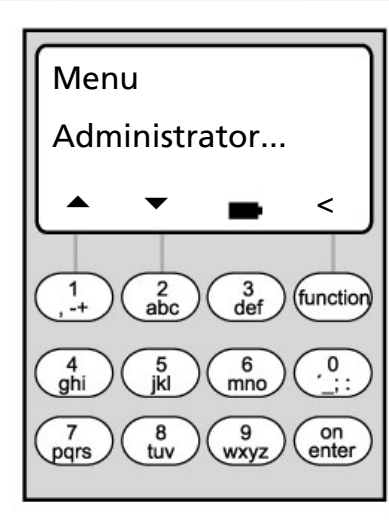 Menu
Administrator...
<
1 2 3 function
, -+ abc def
4 5 6 0
ghi jkl mno ´_;:
7 8 9 on
pqrs tuv wxyz enter